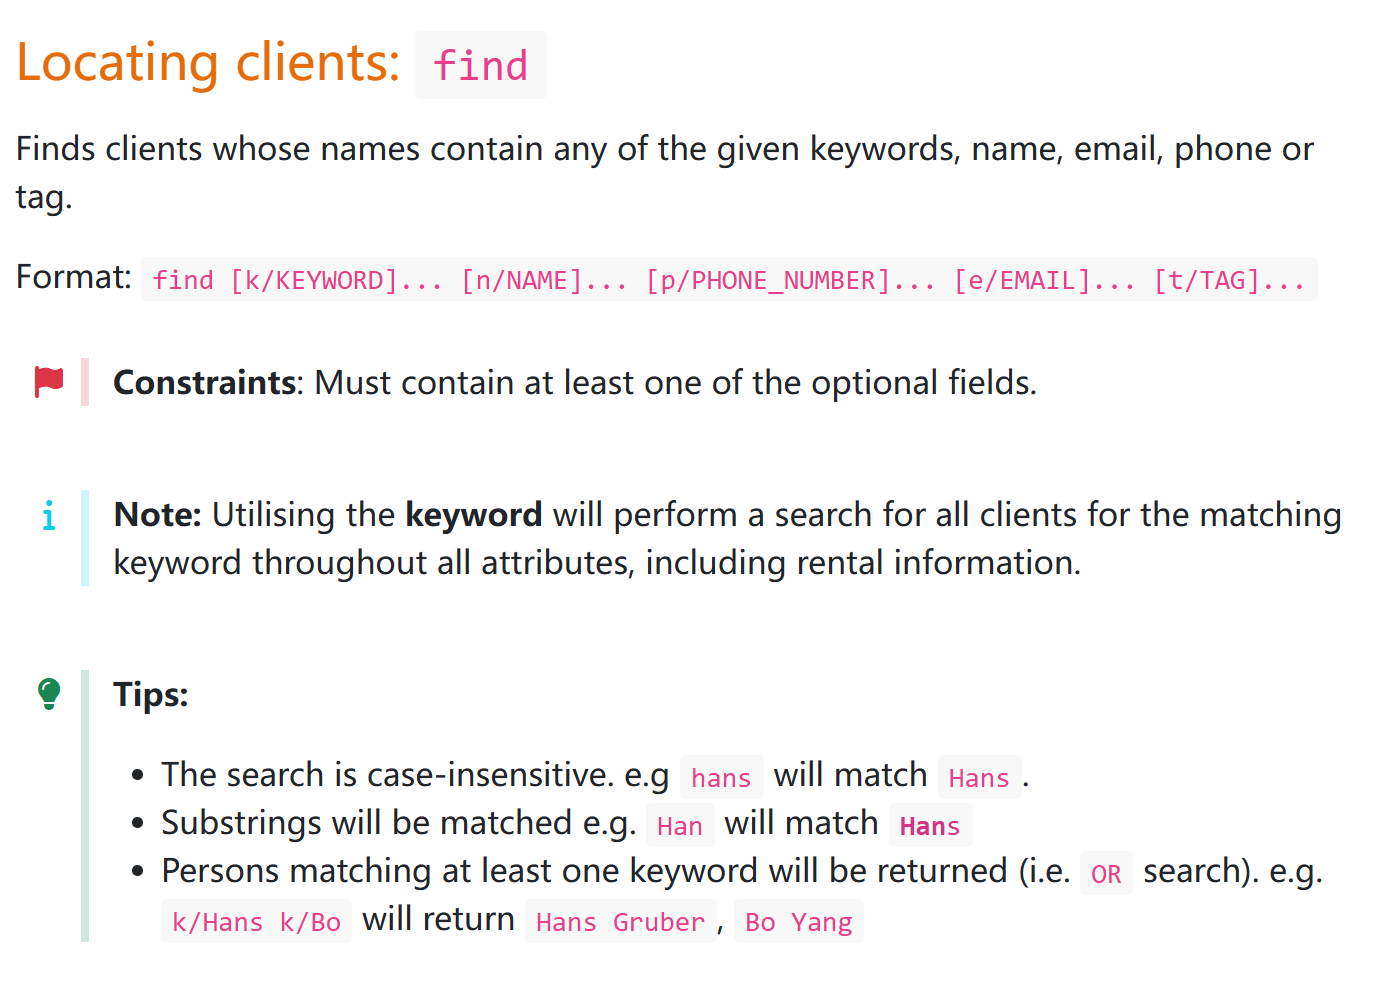 Locating clients: find
Finds clients whose names contain any of the given keywords, name, email, phone or
tag.
Format: find [k/KEYWORD]... [n/NAME]... [p/PHONE_NUMBER]... [e/EMAIL]... [t/TAG]...
Constraints: Must contain at least one of the optional fields.
Note: Utilising the keyword will perform a search for all clients for the matching
keyword throughout all attributes, including rental information.
Tips:
• The search is case-insensitive. e.g hans will match Hans.
• Substrings will be matched e.g. Han will match Hans
• Persons matching at least one keyword will be returned (i.e. OR search). e.g.
k/Hans k/Bo will return Hans Gruber, Bo Yang